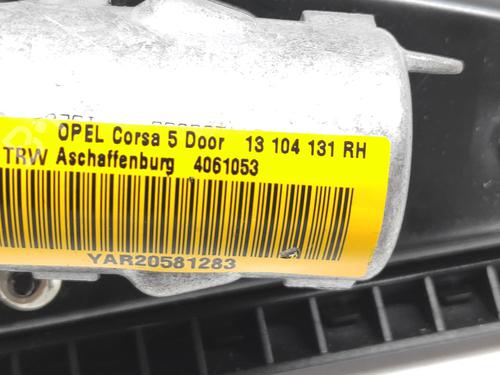 OPEL Corsa 5 Door 13 104 131 RH
TRW Aschaffenburg 4061053
YAR20581283